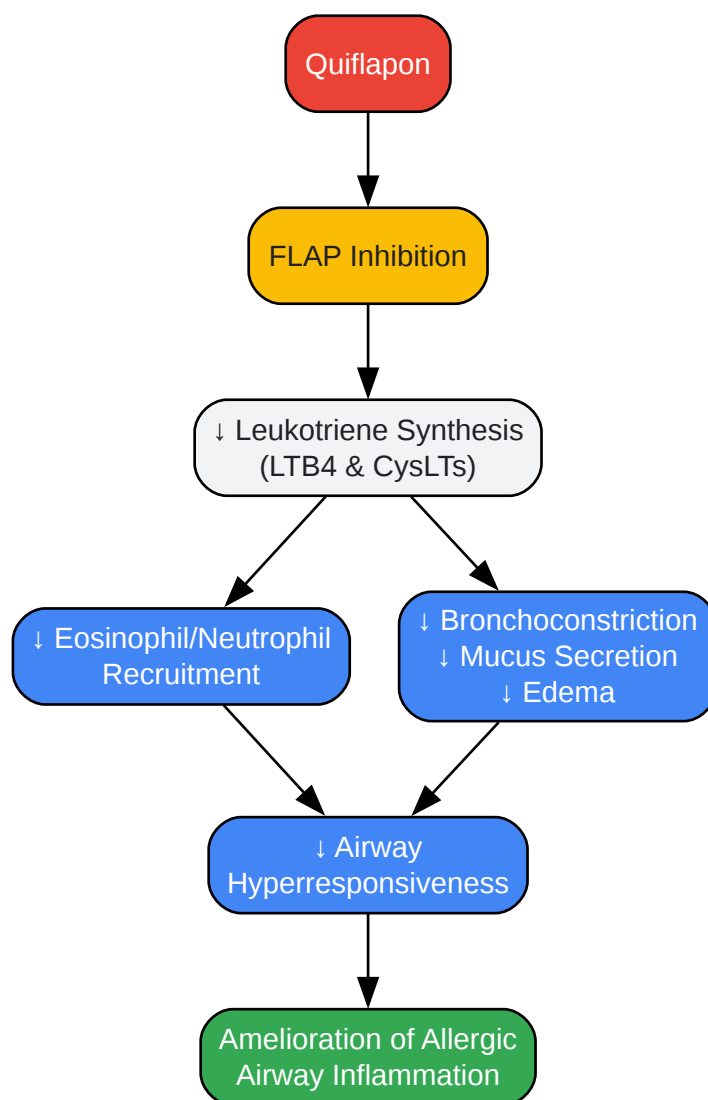 Quiflapon
FLAP Inhibition
↓ Leukotriene Synthesis
(LTB4 & CysLTs)
↓ Eosinophil/Neutrophil
Recruitment
↓ Bronchoconstriction
↓ Mucus Secretion
↓ Edema
↓ Airway
Hyperresponsiveness
Amelioration of Allergic
Airway Inflammation